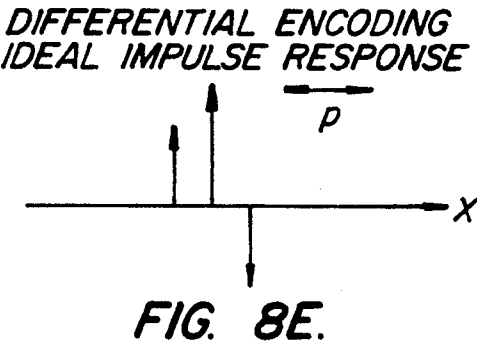 DIFFERENTIAL ENCODING
IDEAL IMPULSE RESPONSE
p
X
FIG. 8E.